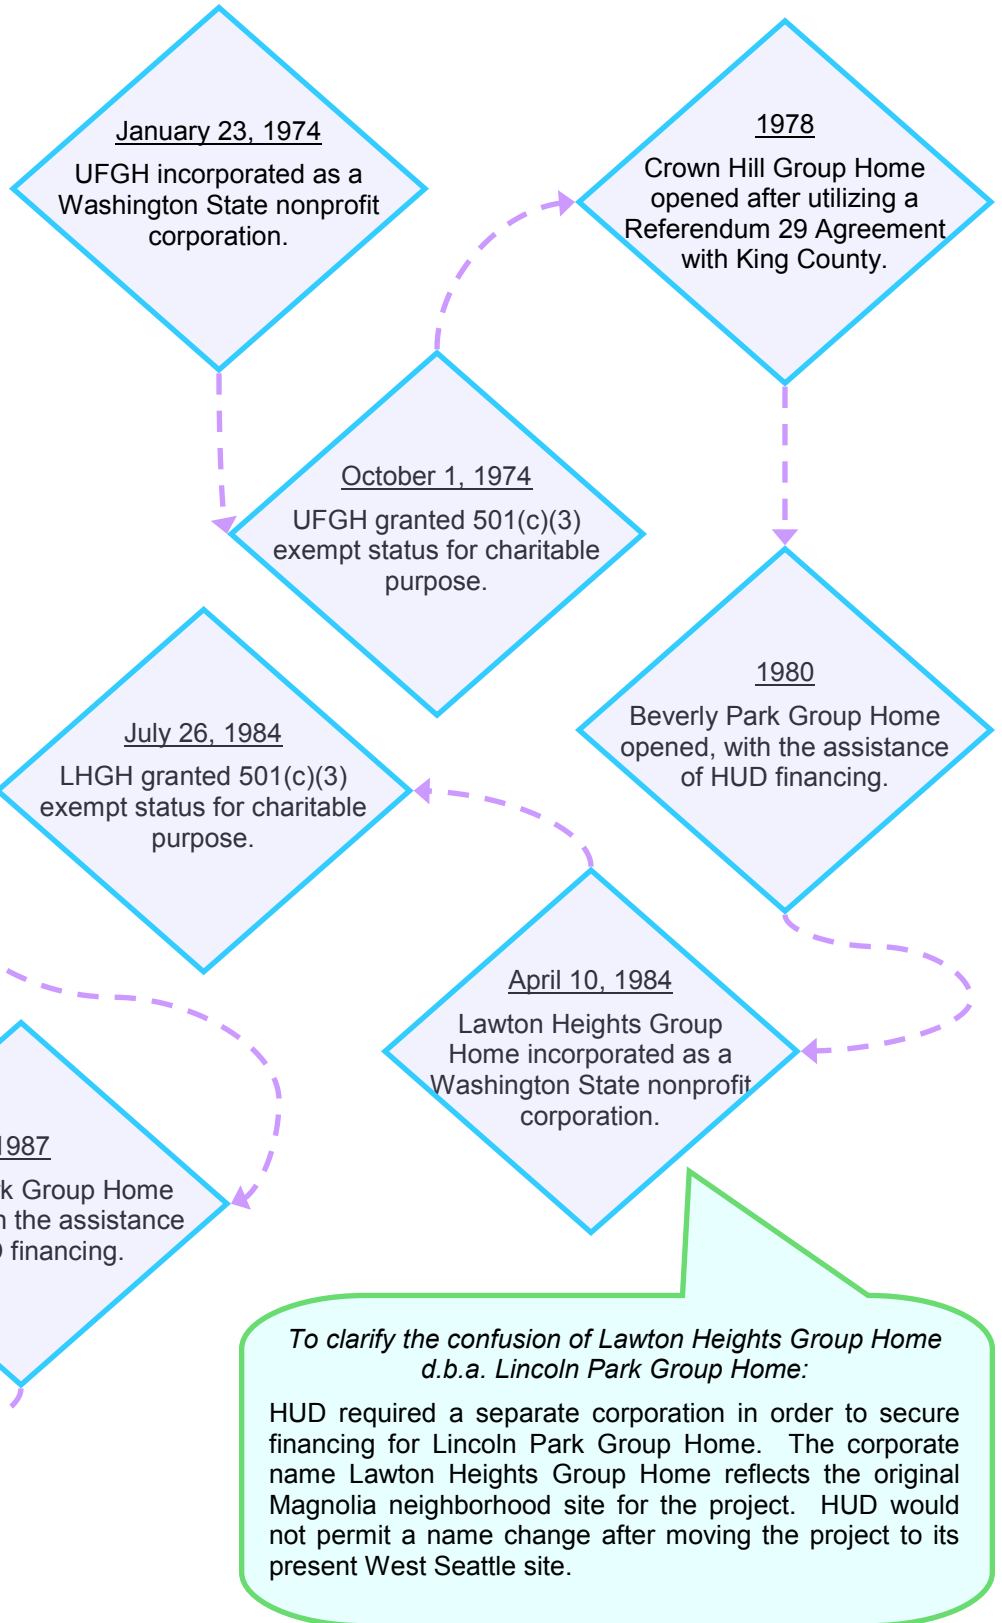 January 23, 1974
UFGH incorporated as a
Washington State nonprofit
corporation.
October 1, 1974
UFGH granted 501(c)(3)
exempt status for charitable
purpose.
1978
Crown Hill Group Home
opened after utilizing a
Referendum 29 Agreement
with King County.
1980
Beverly Park Group Home
opened, with the assistance
of HUD financing.
April 10, 1984
Lawton Heights Group
Home incorporated as a
Washington State nonprofit
corporation.
July 26, 1984
LHGH granted 501(c)(3)
exempt status for charitable
purpose.
1987
Group Home
the assistance
financing.
To clarify the confusion of Lawton Heights Group Home
d.b.a. Lincoln Park Group Home:
HUD required a separate corporation in order to secure
financing for Lincoln Park Group Home. The corporate
name Lawton Heights Group Home reflects the original
Magnolia neighborhood site for the project. HUD would
not permit a name change after moving the project to its
present West Seattle site.